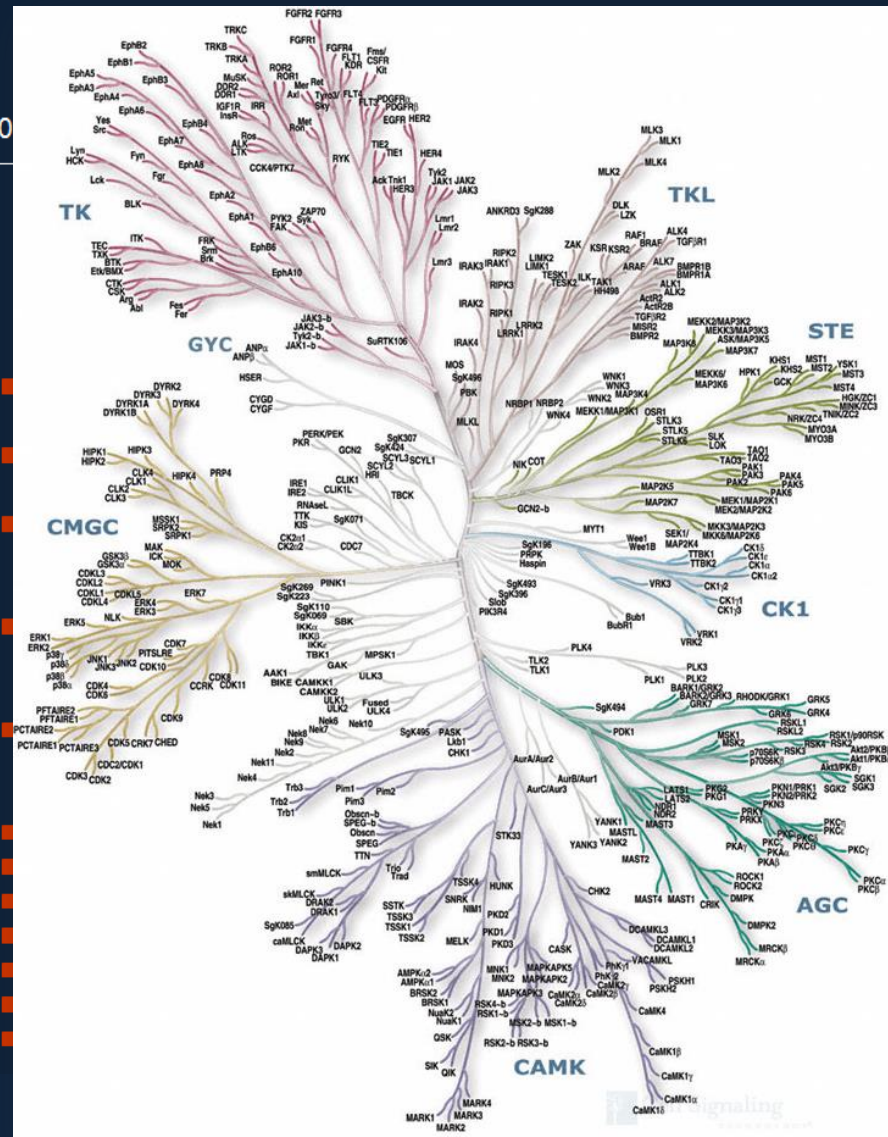 0
TK
EphB2
EphB1
EphA5
EphA3
EphA4
EphB3
EphA6
Yes
Src
EphB4
EphA7
Lyn
HCK
Fyn
EphA8
Fgr
Lck
EphA2
BLK
EphA1
ITK
TEC
TXK
BTK
Etk/BMX
FRK
Srm
Brk
EphB6
EphA10
CTK
CSK
Arg
Abl
Fes
Fer
PYK2
FAK
ZAP70
Syk
TRKC
TRKB
TRKA
MuSK
DDR2
DDR1
ROR2
ROR1
IGF1R
InsR
IRR
Ros
ALK
LTK
CCK4/PTK7
Mer
Axl
Ret
Tyro3/
Sky
Met
Ron
RYK
FGFR2
FGFR3
FGFR1
FGFR4
FLT1
KDR
Fms/
CSFR
Kit
FLT4
FLT3
PDGFRα
PDGFRβ
EGFR
HER2
TIE2
TIE1
HER4
Ack
Tnk1
HER3
Tyk2
JAK1
JAK2
JAK3
Lmr1
Lmr2
Lmr3
JAK3~b
JAK2~b
Tyk2~b
JAK1~b
SuRTK106
TKL
MLK3
MLK1
MLK4
MLK2
ANKRD3
SgK288
DLK
LZK
ZAK
RIPK2
IRAK1
IRAK3
LIMK2
LIMK1
TESK1
TESK2
ILK
KSR1
KSR2
RAF1
BRAF
ARAF
TAK1
HH498
ALK4
TGFβR1
ALK7
BMPR1B
BMPR1A
ALK1
ALK2
ActR2
ActR2B
TGFβR2
MISR2
BMPR2
RIPK3
IRAK2
RIPK1
LRRK2
LRRK1
IRAK4
MOS
SgK496
PBK
MLKL
NRBP1
NRBP2
WNK1
WNK3
WNK2
WNK4
STE
MEKK2/MAP3K2
MEKK3/MAP3K3
ASK/MAP3K5
MAP3K8
MAP3K7
MEKK6/
MAP3K6
MAP3K4
MEKK1/MAP3K1
KHS1
KHS2
MST1
MST2
YSK1
MST3
HPK1
GCK
MST4
HGK/ZC1
MINK/ZC3
TNIK/ZC2
NRK/ZC4
MYO3A
MYO3B
OSR1
STLK3
STLK5
STLK6
SLK
LOK
TAO1
TAO2
TAO3
PAK1
PAK3
PAK2
PAK4
PAK5
PAK6
NIK
COT
MAP2K5
MAP2K7
MEK1/MAP2K1
MEK2/MAP2K2
MKK3/MAP2K3
MKK6/MAP2K6
SEK1/
MAP2K4
GCN2~b
MYT1
Wee1
Wee1B
GYC
ANPα
ANPβ
HSER
CYGD
CYGF
CMGC
DYRK2
DYRK3
DYRK1A
DYRK1B
DYRK4
HIPK1
HIPK3
HIPK2
HIPK4
PRP4
CLK4
CLK1
CLK2
CLK3
MSSK1
SRPK2
SRPK1
MAK
ICK
GSK3β
GSK3α
MOK
CDKL3
CDKL2
CDKL1
CDKL5
CDKL4
ERK7
ERK4
ERK3
NLK
ERK5
ERK1
ERK2
p38γ
p38δ
p38β
p38α
JNK1
JNK3
JNK2
CDK7
PITSLRE
CDK10
CDK8
CDK11
CCRK
CDK4
CDK6
CDK9
PFTAIRE2
PFTAIRE1
PCTAIRE2
PCTAIRE1
PCTAIRE3
CDK5
CRK7
CHED
CDC2/CDK1
CDK3
CDK2
PERK/PEK
PKR
GCN2
SgK307
SgK424
SCYL3
SCYL1
SCYL2
HRI
CLIK1
CLIK1L
IRE1
IRE2
TBCK
RNAseL
TTK
KIS
SgK071
CK2α1
CK2α2
CDC7
PINK1
SgK269
SgK223
SgK110
SgK069
SBK
IKKα
IKKβ
IKKε
TBK1
MPSK1
GAK
AAK1
BIKE
CAMKK1
CAMKK2
ULK3
ULK1
ULK2
Fused
ULK4
Nek6
Nek7
Nek10
Nek8
Nek9
Nek2
Nek11
Nek4
Nek3
Nek5
Nek1
CK1
SgK196
PRPK
Haspin
SgK493
SgK396
Slob
PIK3R4
TTBK1
TTBK2
CK1δ
CK1ε
CK1α
CK1α2
VRK3
CK1γ2
CK1γ1
CK1γ3
VRK1
VRK2
Bub1
BubR1
PLK4
TLK2
TLK1
PLK3
PLK1
PLK2
AGC
BARK1/GRK2
BARK2/GRK3
RHODK/GRK1
GRK5
GRK7
GRK6
GRK4
SgK494
PDK1
RSKL1
RSKL2
MSK1
MSK2
RSK1/p90RSK
RSK4
RSK2
RSK3
p70S6K
p70S6Kβ
Akt2/PKB
Akt1/PKB
Akt3/PKBγ
SGK1
SGK2
SGK3
LATS1
LATS2
NDR1
NDR2
PKG2
PKG1
PKN1/PRK1
PKN2/PRK2
PKN3
PRKY
PRKX
PKCζ
PKCη
PKCε
PKCδ
PKCθ
PKCγ
PKCα
PKCβ
PKAγ
PKAα
PKAβ
YANK1
YANK2
YANK3
MASTL
MAST3
MAST2
MAST4
MAST1
ROCK1
ROCK2
DMPK
CRIK
DMPK2
MRCKβ
MRCKα
AurA/Aur2
AurB/Aur1
AurC/Aur3
CAMK
SgK495
PASK
Lkb1
CHK1
Trb3
Trb2
Trb1
Pim1
Pim2
Pim3
Obscn~b
SPEG~b
Obscn
SPEG
TTN
STK33
smMLCK
Trio
Trad
skMLCK
DRAK2
DRAK1
SgK085
caMLCK
DAPK3
DAPK2
DAPK1
TSSK4
SSTK
TSSK3
TSSK1
TSSK2
SNRK
NIM1
HUNK
CHK2
MELK
PKD2
PKD1
PKD3
DCAMKL3
DCAMKL1
DCAMKL2
CASK
VACAMKL
PhKγ1
PhKγ2
PSKH1
PSKH2
MNK1
MNK2
MAPKAPK5
MAPKAPK2
MAPKAPK3
CaMK2γ
CaMK2α
CaMK2β
CaMK2δ
AMPKα2
AMPKα1
BRSK2
BRSK1
NuaK2
NuaK1
QSK
SIK
QIK
MARK4
MARK1
MARK3
MARK2
RSK4~b
RSK1~b
MSK2~b
MSK1~b
RSK2~b
RSK3~b
CaMK4
CaMK1β
CaMK1γ
CaMK1α
CaMK1δ
Signaling